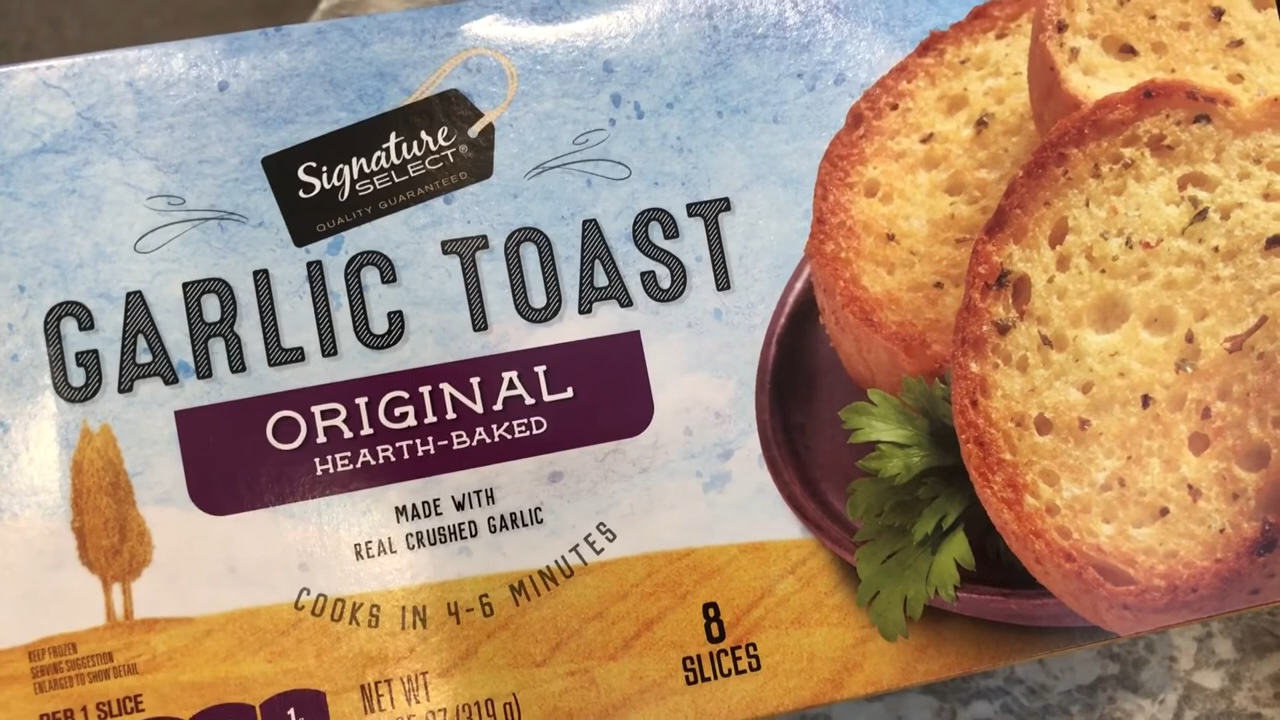 Signature
SELECT®
QUALITY GUARANTEED
GARLIC TOAST
ORIGINAL
HEARTH-BAKED
MADE WITH
REAL CRUSHED GARLIC
COOKS IN 4-6 MINUTES
8
SLICES
KEEP FROZEN
SERVING SUGGESTION
ENLARGED TO SHOW DETAIL
PER 1 SLICE
NET WT
(319 g)